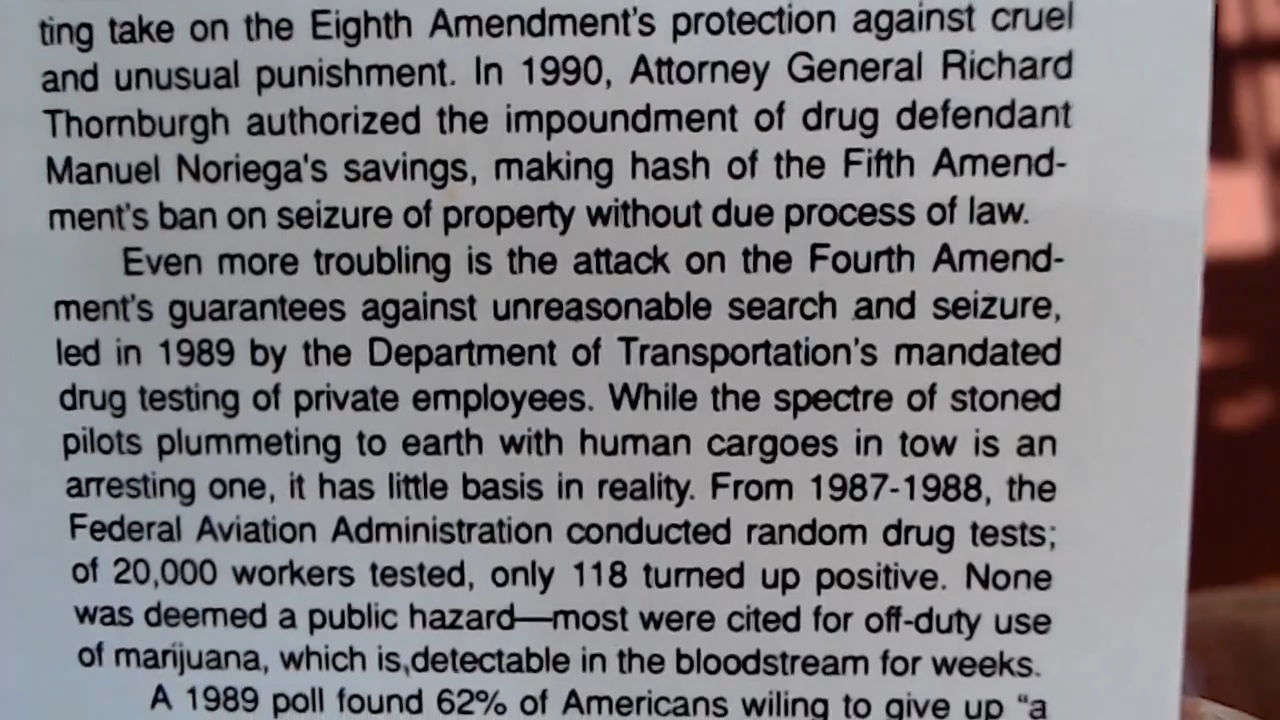 ting take on the Eighth Amendment's protection against cruel
and unusual punishment. In 1990, Attorney General Richard
Thornburgh authorized the impoundment of drug defendant
Manuel Noriega's savings, making hash of the Fifth Amend-
ment's ban on seizure of property without due process of law.
Even more troubling is the attack on the Fourth Amend-
ment's guarantees against unreasonable search and seizure,
led in 1989 by the Department of Transportation's mandated
drug testing of private employees. While the spectre of stoned
pilots plummeting to earth with human cargoes in tow is an
arresting one, it has little basis in reality. From 1987-1988, the
Federal Aviation Administration conducted random drug tests;
of 20,000 workers tested, only 118 turned up positive. None
was deemed a public hazard—most were cited for off-duty use
of marijuana, which is detectable in the bloodstream for weeks.
A 1989 poll found 62% of Americans wiling to give up "a